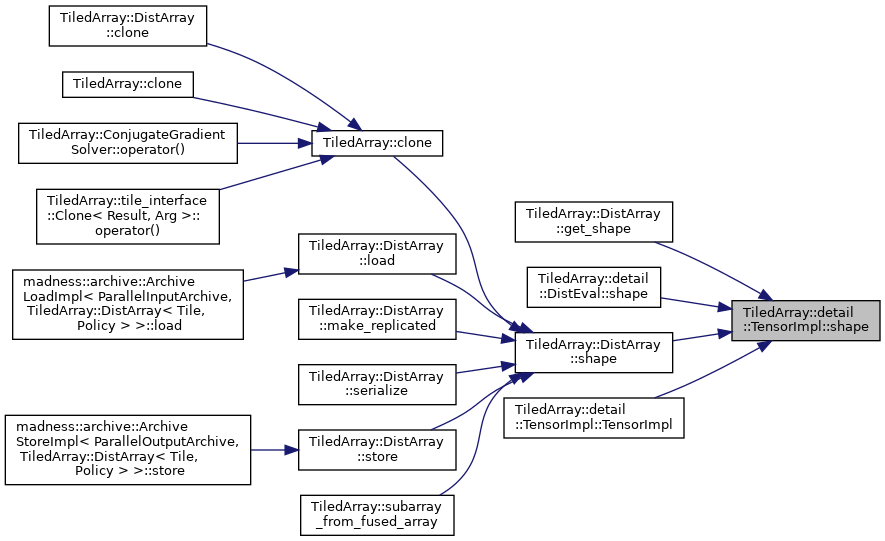 TiledArray::DistArray
::clone
TiledArray::clone
TiledArray::ConjugateGradient
Solver::operator()
TiledArray::tile_interface
::Clone< Result, Arg >::
operator()
TiledArray::clone
madness::archive::Archive
LoadImpl< ParallelInputArchive,
TiledArray::DistArray< Tile,
Policy > >::load
madness::archive::Archive
StoreImpl< ParallelOutputArchive,
TiledArray::DistArray< Tile,
Policy > >::store
TiledArray::DistArray
::load
TiledArray::DistArray
::make_replicated
TiledArray::DistArray
::serialize
TiledArray::DistArray
::store
TiledArray::subarray
_from_fused_array
TiledArray::DistArray
::get_shape
TiledArray::detail
::DistEval::shape
TiledArray::DistArray
::shape
TiledArray::detail
::TensorImpl::TensorImpl
TiledArray::detail
::TensorImpl::shape